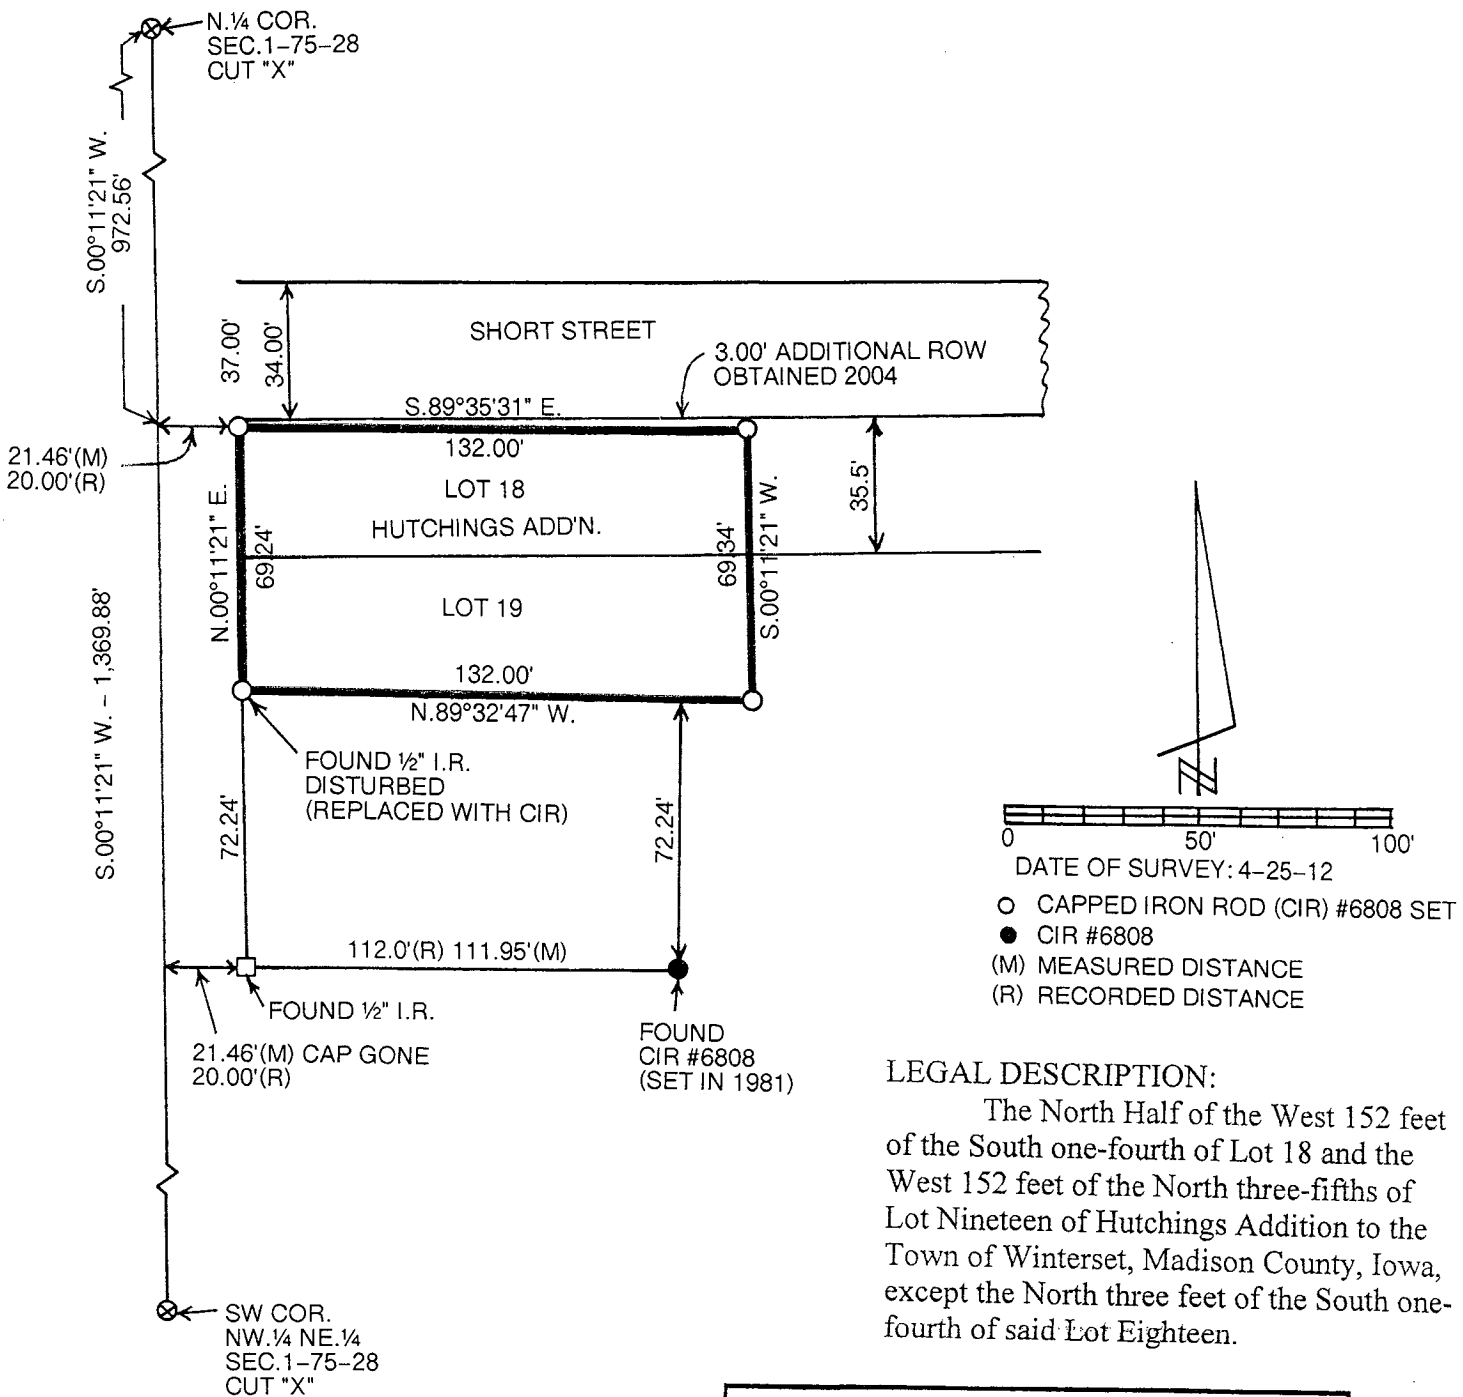 N.¼ COR.
SEC.1–75–28
CUT "X"
S.00°11'21" W.
972.56'
37.00'
34.00'
SHORT STREET
3.00' ADDITIONAL ROW
OBTAINED 2004
S.89°35'31" E.
132.00'
21.46'(M)
20.00'(R)
LOT 18
HUTCHINGS ADD'N.
N.00°11'21" E.
69.24'
69.34'
S.00°11'21" W.
35.5'
LOT 19
132.00'
N.89°32'47" W.
S.00°11'21" W. – 1,369.88'
FOUND ½" I.R.
DISTURBED
(REPLACED WITH CIR)
72.24'
72.24'
112.0'(R) 111.95'(M)
FOUND ½" I.R.
21.46'(M) CAP GONE
20.00'(R)
FOUND
CIR #6808
(SET IN 1981)
N
0 50' 100'
DATE OF SURVEY: 4–25–12
CAPPED IRON ROD (CIR) #6808 SET
CIR #6808
(M) MEASURED DISTANCE
(R) RECORDED DISTANCE
LEGAL DESCRIPTION:
The North Half of the West 152 feet
of the South one-fourth of Lot 18 and the
West 152 feet of the North three-fifths of
Lot Nineteen of Hutchings Addition to the
Town of Winterset, Madison County, Iowa,
except the North three feet of the South one-
fourth of said Lot Eighteen.
SW COR.
NW.¼ NE.¼
SEC.1–75–28
CUT "X"